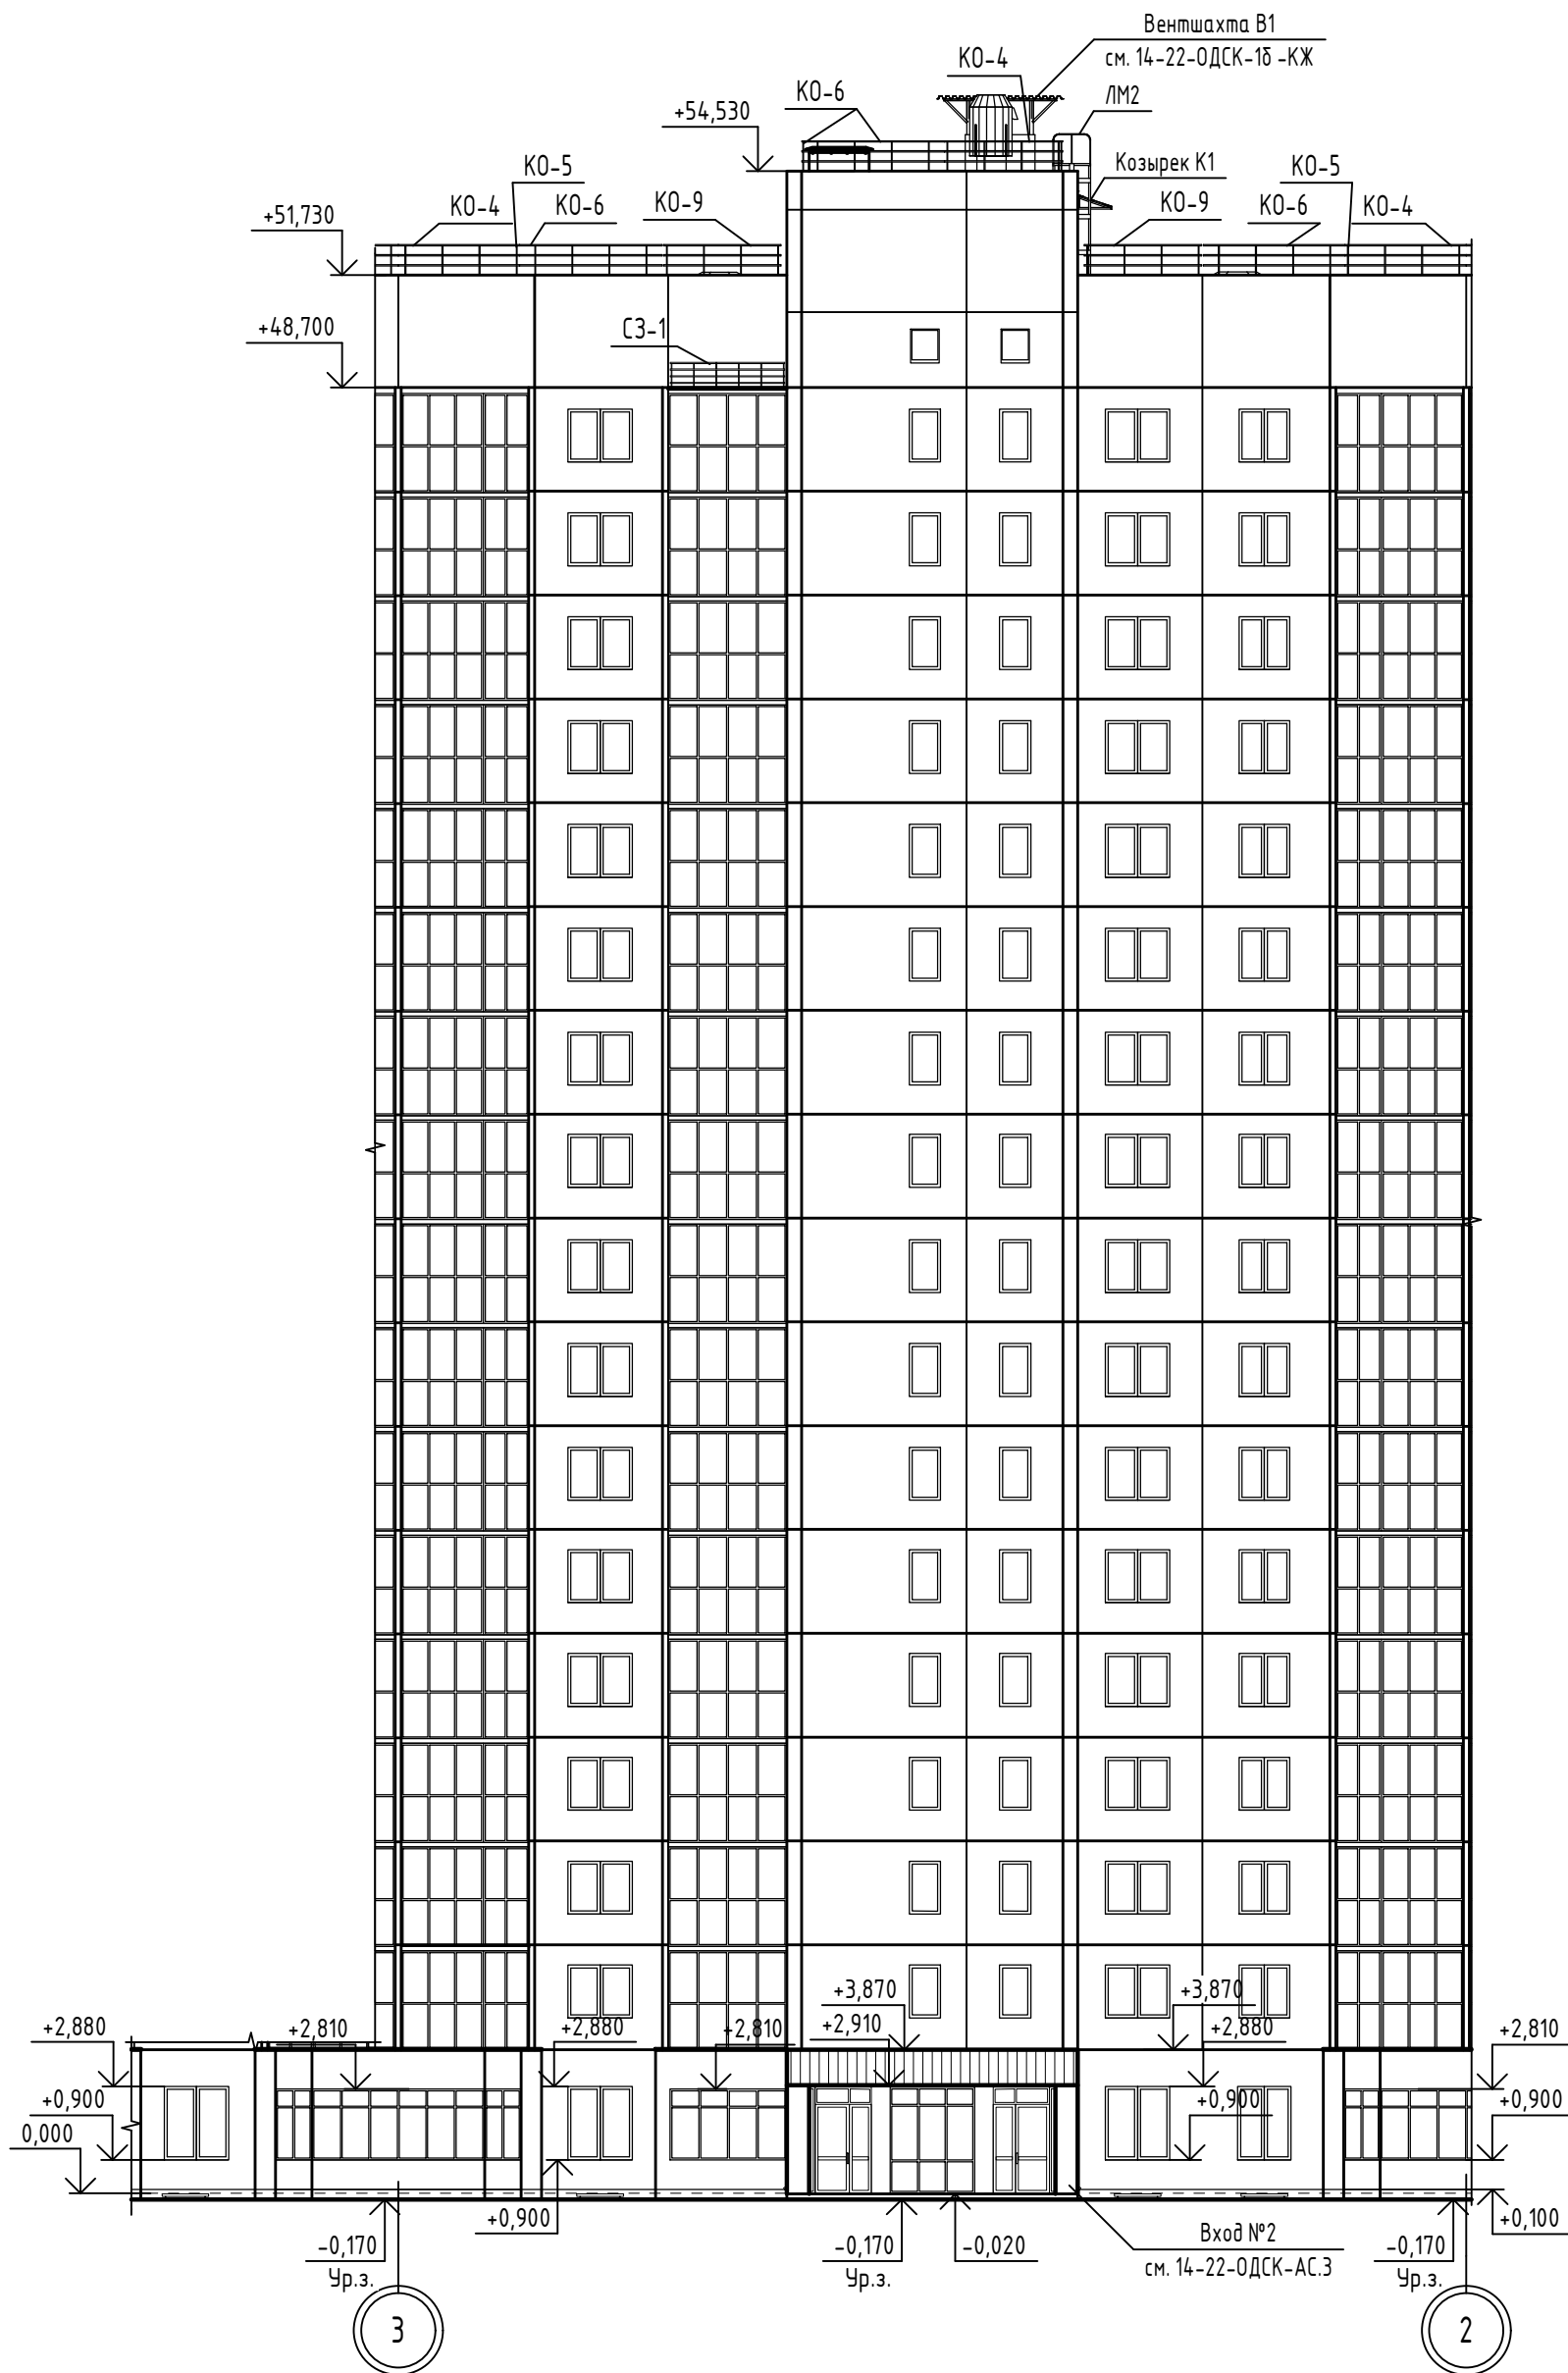 Вентшахта В1
см. 14-22-ОДСК-1б -КЖ
КО-4
КО-6
ЛМ2
+54,530
Козырек К1
КО-5
КО-5
КО-4
КО-6
КО-9
КО-9
КО-6
КО-4
+51,730
+48,700
СЗ-1
+3,870
+3,870
+2,880
+2,810
+2,880
+2,810
+2,910
+2,880
+2,810
+0,900
+0,900
+0,900
0,000
+0,900
+0,100
-0,170
Ур.з.
-0,170
Ур.з.
-0,020
Вход №2
см. 14-22-ОДСК-АС.3
-0,170
Ур.з.
3
2